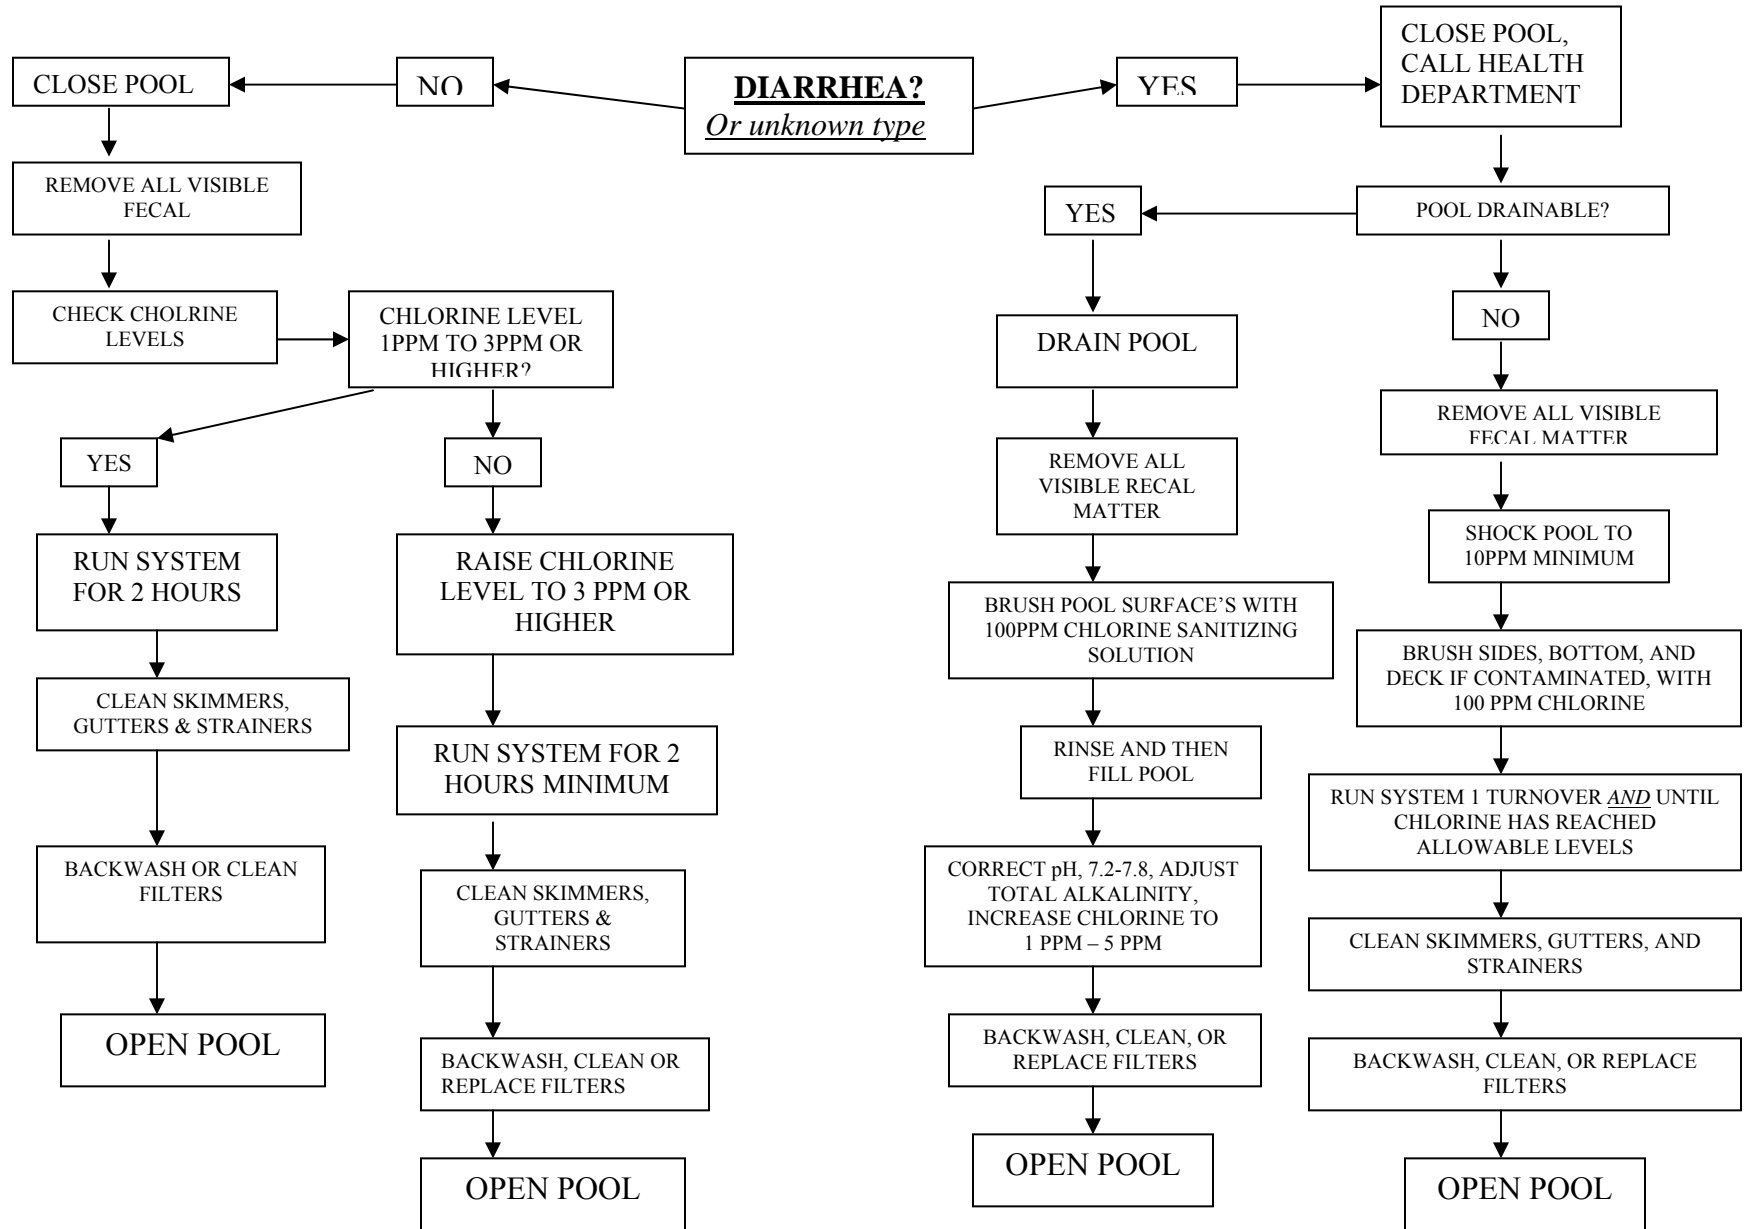 DIARRHEA?
Or unknown type
NO
CLOSE POOL
REMOVE ALL VISIBLE
FECAL
CHECK CHOLRINE
LEVELS
CHLORINE LEVEL
1PPM TO 3PPM OR
HIGHER?
YES
RUN SYSTEM
FOR 2 HOURS
CLEAN SKIMMERS,
GUTTERS & STRAINERS
BACKWASH OR CLEAN
FILTERS
OPEN POOL
NO
RAISE CHLORINE
LEVEL TO 3 PPM OR
HIGHER
RUN SYSTEM FOR 2
HOURS MINIMUM
CLEAN SKIMMERS,
GUTTERS &
STRAINERS
BACKWASH, CLEAN OR
REPLACE FILTERS
OPEN POOL
YES
CLOSE POOL,
CALL HEALTH
DEPARTMENT
POOL DRAINABLE?
YES
DRAIN POOL
REMOVE ALL
VISIBLE RECAL
MATTER
BRUSH POOL SURFACE’S WITH
100PPM CHLORINE SANITIZING
SOLUTION
RINSE AND THEN
FILL POOL
CORRECT pH, 7.2-7.8, ADJUST
TOTAL ALKALINITY,
INCREASE CHLORINE TO
1 PPM – 5 PPM
BACKWASH, CLEAN, OR
REPLACE FILTERS
OPEN POOL
NO
REMOVE ALL VISIBLE
FECAL MATTER
SHOCK POOL TO
10PPM MINIMUM
BRUSH SIDES, BOTTOM, AND
DECK IF CONTAMINATED, WITH
100 PPM CHLORINE
RUN SYSTEM 1 TURNOVER AND UNTIL
CHLORINE HAS REACHED
ALLOWABLE LEVELS
CLEAN SKIMMERS, GUTTERS, AND
STRAINERS
BACKWASH, CLEAN, OR REPLACE
FILTERS
OPEN POOL